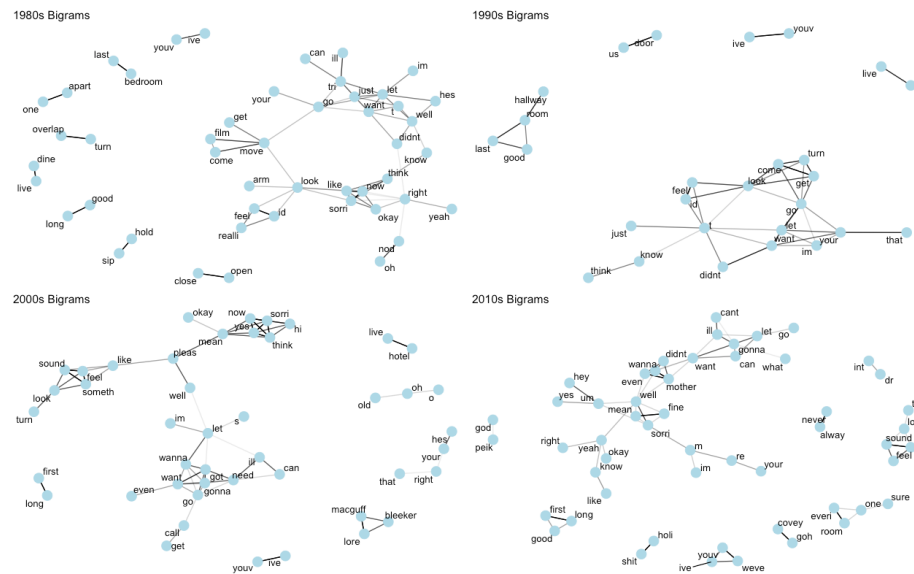 1980s Bigrams
youv
ive
last
bedroom
apart
one
overlap
turn
dine
live
good
long
hold
sip
close
open
can
ill
im
tri
just
let
hes
your
go
want
t
well
get
film
come
move
didnt
know
think
arm
look
like
now
right
sorri
okay
yeah
feel
id
realli
nod
oh
1990s Bigrams
us
door
ive
youv
live
hallway
room
last
good
turn
come
look
get
feel
id
go
just
t
let
want
your
im
that
know
think
didnt
2000s Bigrams
okay
now
sorri
yes
hi
mean
think
pleas
sound
like
feel
someth
look
turn
well
im
s
let
wanna
ill
want
got
need
can
even
gonna
go
call
get
first
long
live
hotel
old
oh
o
hes
your
that
right
macguff
bleeker
lore
youv
ive
2010s Bigrams
cant
ill
let
go
gonna
didnt
want
can
what
wanna
even
mother
hey
yes
um
well
mean
fine
sorri
right
yeah
okay
know
like
m
im
re
your
god
peik
int
dr
never
alway
sound
feel
first
long
good
holi
shit
youv
ive
weve
covey
goh
everi
one
room
sure